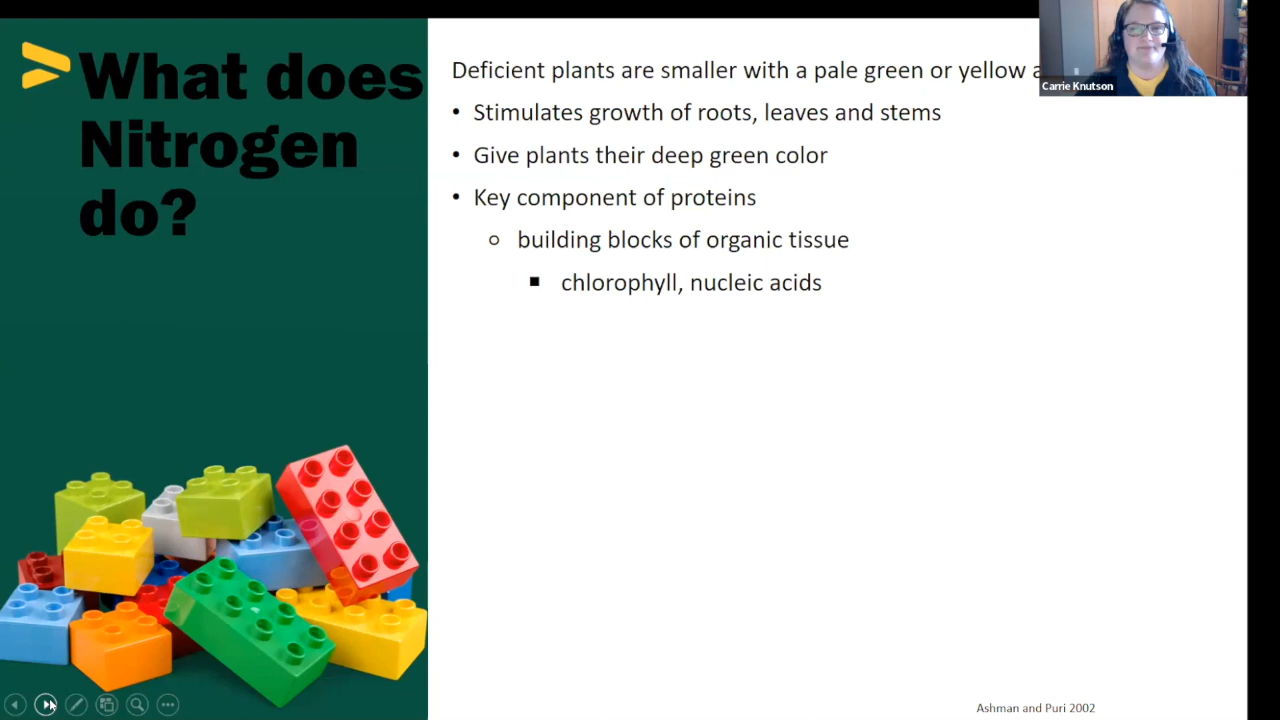 What does
Nitrogen
do?
Deficient plants are smaller with a pale green or yellow
• Stimulates growth of roots, leaves and stems
• Give plants their deep green color
• Key component of proteins
○ building blocks of organic tissue
■ chlorophyll, nucleic acids
Carrie Knutson
Ashman and Puri 2002